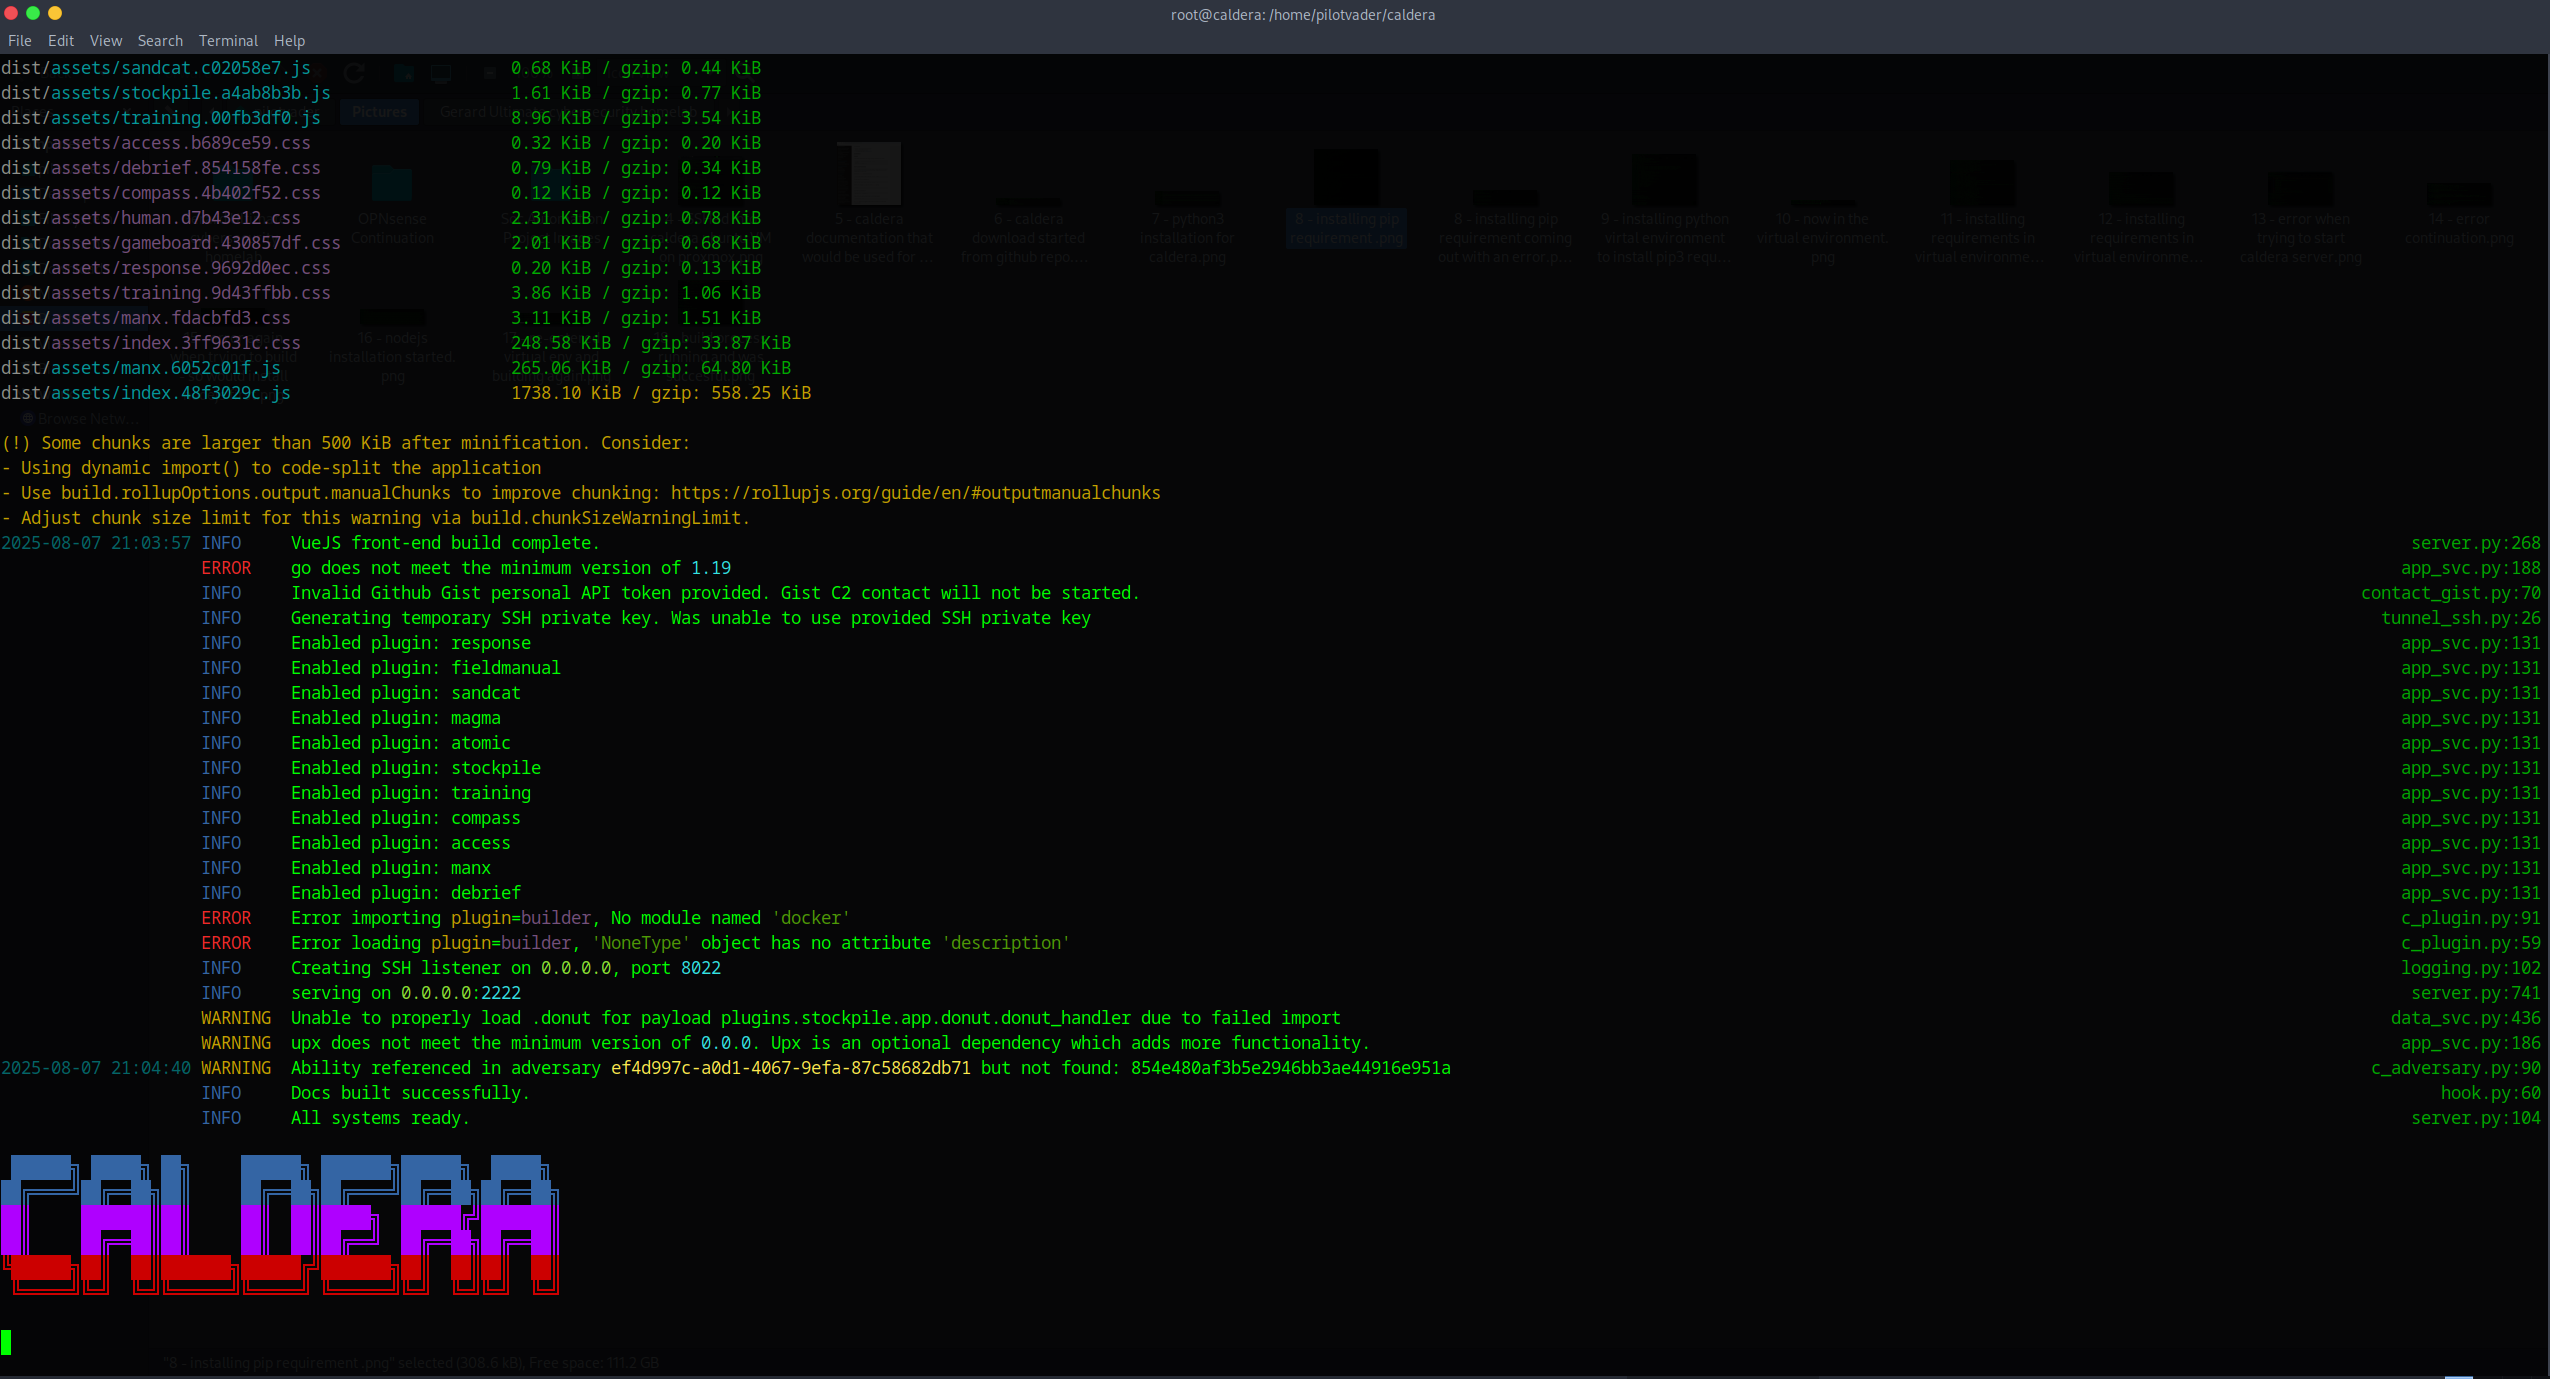 root@caldera: /home/pilotvader/caldera
File Edit View Search Terminal Help
dist/assets/sandcat.c02058e7.js 0.68 KiB / gzip: 0.44 KiB
dist/assets/stockpile.a4ab8b3b.js 1.61 KiB / gzip: 0.77 KiB
dist/assets/training.00fb3df0.js 8.96 KiB / gzip: 3.54 KiB
dist/assets/access.b689ce59.css 0.32 KiB / gzip: 0.20 KiB
dist/assets/debrief.854158fe.css 0.79 KiB / gzip: 0.34 KiB
dist/assets/compass.4b402f52.css 0.12 KiB / gzip: 0.12 KiB
dist/assets/human.d7b43e12.css 2.31 KiB / gzip: 0.78 KiB
dist/assets/gameboard.430857df.css 2.01 KiB / gzip: 0.68 KiB
dist/assets/response.9692d0ec.css 0.20 KiB / gzip: 0.13 KiB
dist/assets/training.9d43ffbb.css 3.86 KiB / gzip: 1.06 KiB
dist/assets/manx.fdacbfd3.css 3.11 KiB / gzip: 1.51 KiB
dist/assets/index.3ff9631c.css 248.58 KiB / gzip: 33.87 KiB
dist/assets/manx.6052c01f.js 265.06 KiB / gzip: 64.80 KiB
dist/assets/index.48f3029c.js 1738.10 KiB / gzip: 558.25 KiB
(!) Some chunks are larger than 500 KiB after minification. Consider:
- Using dynamic import() to code-split the application
- Use build.rollupOptions.output.manualChunks to improve chunking: https://rollupjs.org/guide/en/#outputmanualchunks
- Adjust chunk size limit for this warning via build.chunkSizeWarningLimit.
2025-08-07 21:03:57 INFO VueJS front-end build complete. server.py:268
ERROR go does not meet the minimum version of 1.19 app_svc.py:188
INFO Invalid Github Gist personal API token provided. Gist C2 contact will not be started. contact_gist.py:70
INFO Generating temporary SSH private key. Was unable to use provided SSH private key tunnel_ssh.py:26
INFO Enabled plugin: response app_svc.py:131
INFO Enabled plugin: fieldmanual app_svc.py:131
INFO Enabled plugin: sandcat app_svc.py:131
INFO Enabled plugin: magma app_svc.py:131
INFO Enabled plugin: atomic app_svc.py:131
INFO Enabled plugin: stockpile app_svc.py:131
INFO Enabled plugin: training app_svc.py:131
INFO Enabled plugin: compass app_svc.py:131
INFO Enabled plugin: access app_svc.py:131
INFO Enabled plugin: manx app_svc.py:131
INFO Enabled plugin: debrief app_svc.py:131
ERROR Error importing plugin=builder, No module named 'docker' c_plugin.py:91
ERROR Error loading plugin=builder, 'NoneType' object has no attribute 'description' c_plugin.py:59
INFO Creating SSH listener on 0.0.0.0, port 8022 logging.py:102
INFO serving on 0.0.0.0:2222 server.py:741
WARNING Unable to properly load .donut for payload plugins.stockpile.app.donut.donut_handler due to failed import data_svc.py:436
WARNING upx does not meet the minimum version of 0.0.0. Upx is an optional dependency which adds more functionality. app_svc.py:186
2025-08-07 21:04:40 WARNING Ability referenced in adversary ef4d997c-a0d1-4067-9efa-87c58682db71 but not found: 854e480af3b5e2946bb3ae44916e951a c_adversary.py:90
INFO Docs built successfully. hook.py:60
INFO All systems ready. server.py:104
CALDERA
"8 - installing pip requirement .png" selected (308.6 kB), Free space: 111.2 GB